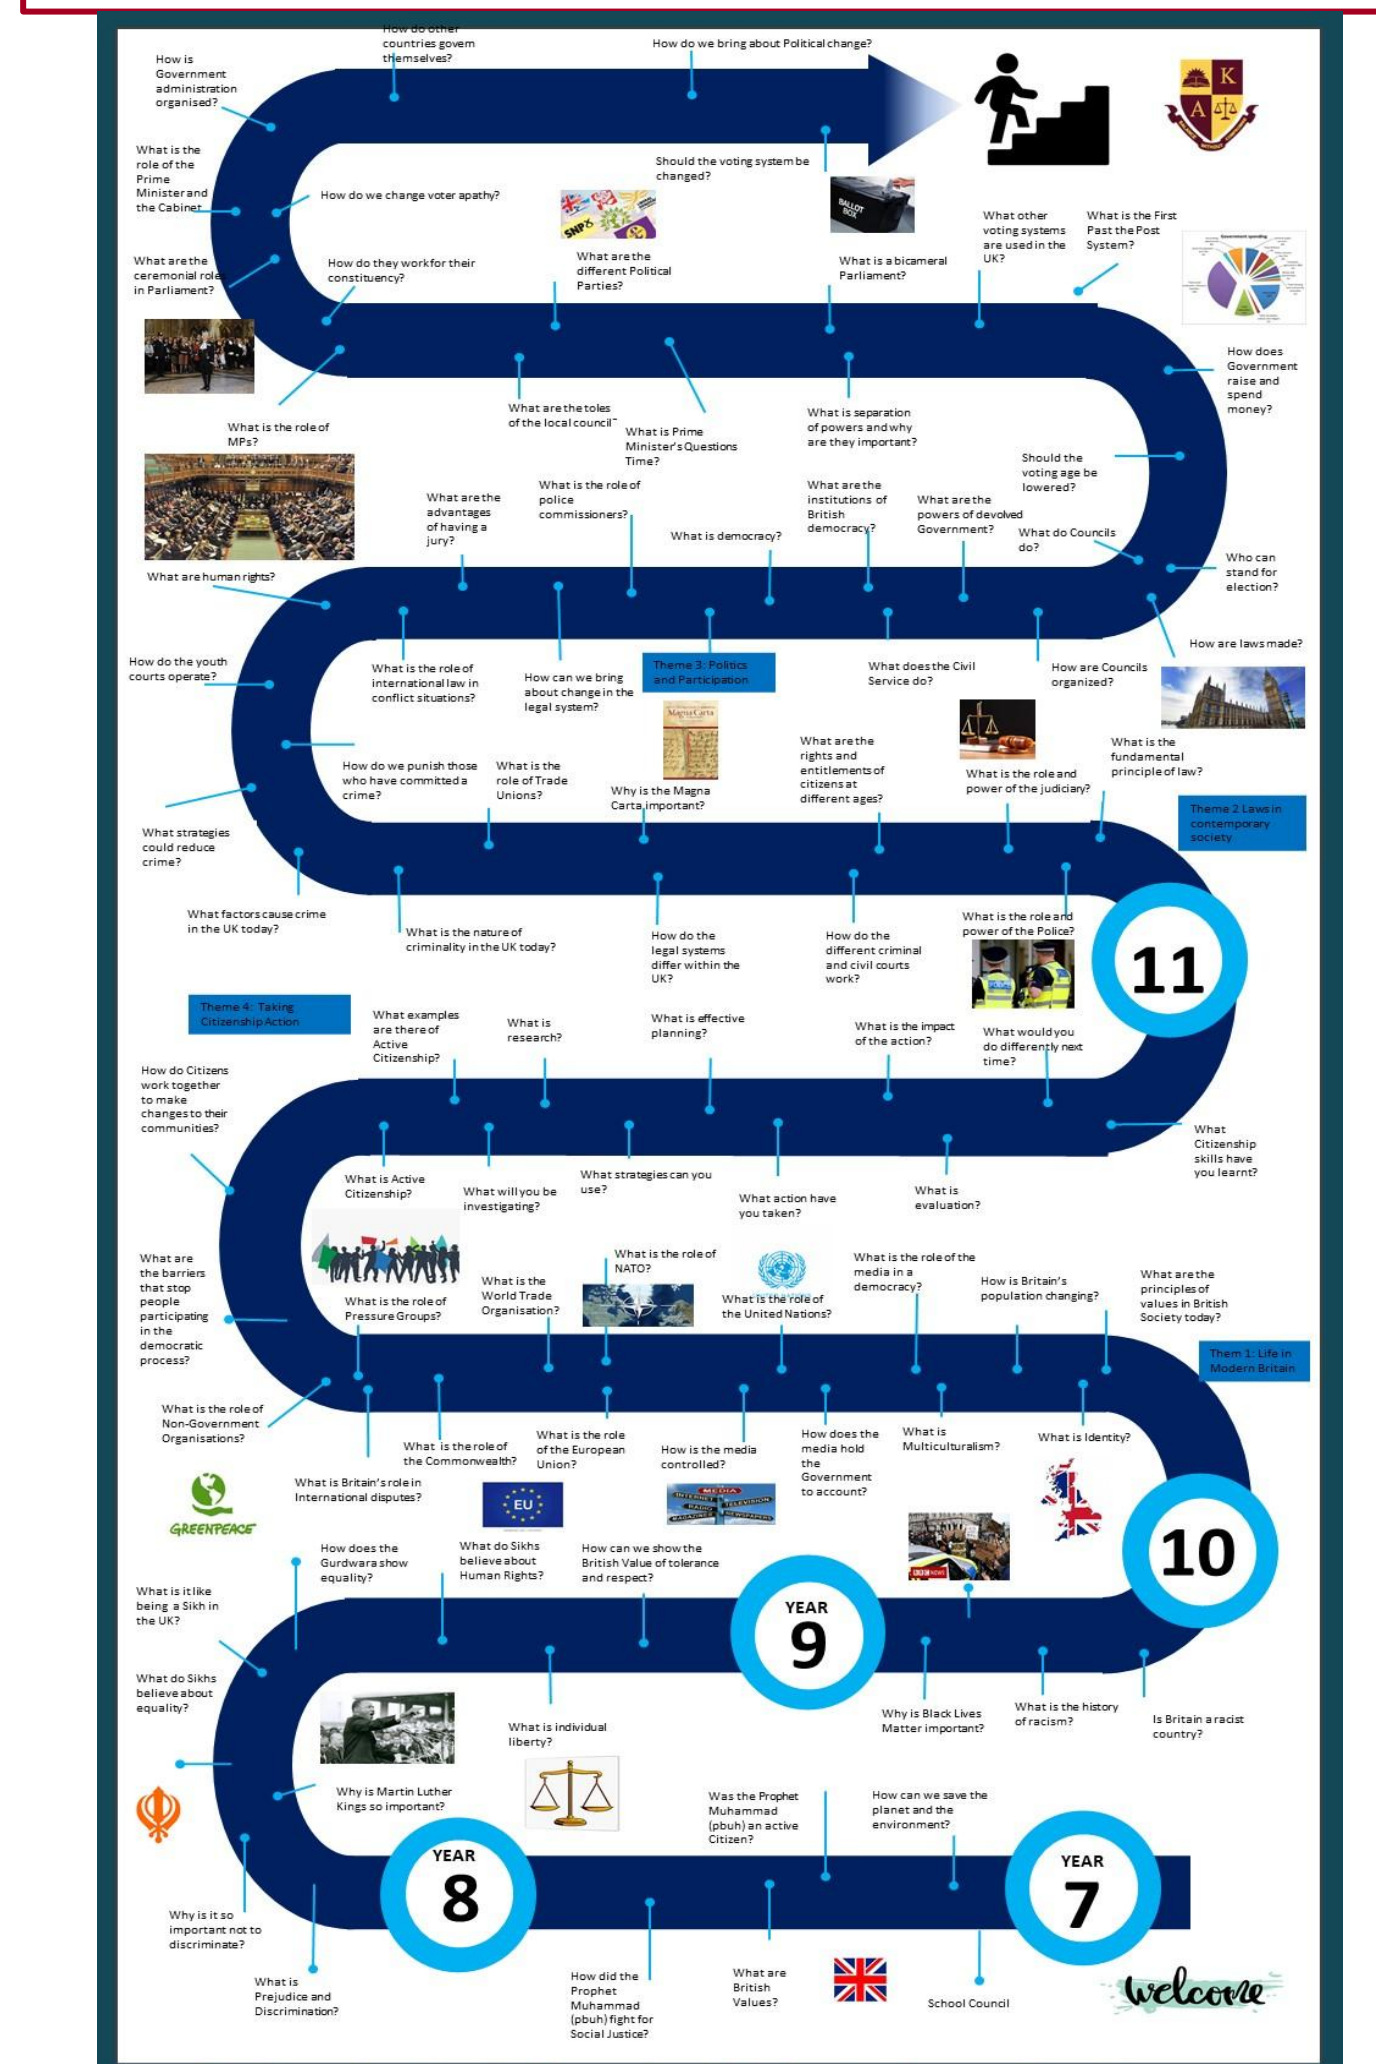 How do other
countries govern
themselves?
How do we bring about Political change?
How is
Government
administration
organised?
K
A
What is the
role of the
Prime
Minister and
the Cabinet
How do we change voter apathy?
Should the voting system be
changed?
SNP
BALLOT
BOX
What other
voting systems
are used in the
UK?
What is the First
Past the Post
System?
Government spending
What are the
ceremonial roles
in Parliament?
How do they work for their
constituency?
What are the
different Political
Parties?
What is a bicameral
Parliament?
How does
Government
raise and
spend
money?
What is the role of
MPs?
What are the toles
of the local council
What is Prime
Minister's Questions
Time?
What is separation
of powers and why
are they important?
Should the
voting age be
lowered?
What are the
advantages
of having a
jury?
What is the role of
police
commissioners?
What is democracy?
What are the
institutions of
British
democracy?
What are the
powers of devolved
Government?
What do Councils
do?
Who can
stand for
election?
What are human rights?
How are laws made?
How do the youth
courts operate?
What is the role of
international law in
conflict situations?
How can we bring
about change in the
legal system?
Theme 3: Politics
and Participation
What does the Civil
Service do?
How are Councils
organized?
Magna Carta
How do we punish those
who have committed a
crime?
What is the
role of Trade
Unions?
Why is the Magna
Carta important?
What are the
rights and
entitlements of
citizens at
different ages?
What is the role and
power of the judiciary?
What is the
fundamental
principle of law?
Theme 2 Laws in
contemporary
society
What strategies
could reduce
crime?
What factors cause crime
in the UK today?
What is the nature of
criminality in the UK today?
How do the
legal systems
differ within the
UK?
How do the
different criminal
and civil courts
work?
What is the role and
power of the Police?
POLICE
11
Theme 4: Taking
Citizenship Action
What examples
are there of
Active
Citizenship?
What is
research?
What is effective
planning?
What is the impact
of the action?
What would you
do differently next
time?
How do Citizens
work together
to make
changes to their
communities?
What
Citizenship
skills have
you learnt?
What is Active
Citizenship?
What will you be
investigating?
What strategies can you
use?
What action have
you taken?
What is
evaluation?
What are
the barriers
that stop
people
participating
in the
democratic
process?
What is the role of
Pressure Groups?
What is the
World Trade
Organisation?
What is the role of
NATO?
UNITED NATIONS
What is the role of
the United Nations?
What is the role of the
media in a
democracy?
How is Britain's
population changing?
What are the
principles of
values in British
Society today?
Them 1: Life in
Modern Britain
What is the role of
Non-Government
Organisations?
What is the role of
the Commonwealth?
What is the role
of the European
Union?
How is the media
controlled?
How does the
media hold
the
Government
to account?
What is
Multiculturalism?
What is Identity?
GREENPEACE
What is Britain's role in
International disputes?
EU
MEDIA
INTERNET
RADIO
TELEVISION
MAGAZINES
NEWSPAPERS
BBC NEWS
10
How does the
Gurdwara show
equality?
What do Sikhs
believe about
Human Rights?
How can we show the
British Value of tolerance
and respect?
What is it like
being a Sikh in
the UK?
YEAR
9
What do Sikhs
believe about
equality?
What is individual
liberty?
Why is Black Lives
Matter important?
What is the history
of racism?
Is Britain a racist
country?
Why is Martin Luther
Kings so important?
Was the Prophet
Muhammad
(pbuh) an active
Citizen?
How can we save the
planet and the
environment?
YEAR
8
YEAR
7
Why is it so
important not to
discriminate?
What is
Prejudice and
Discrimination?
How did the
Prophet
Muhammad
(pbuh) fight for
Social Justice?
What are
British
Values?
School Council
welcome